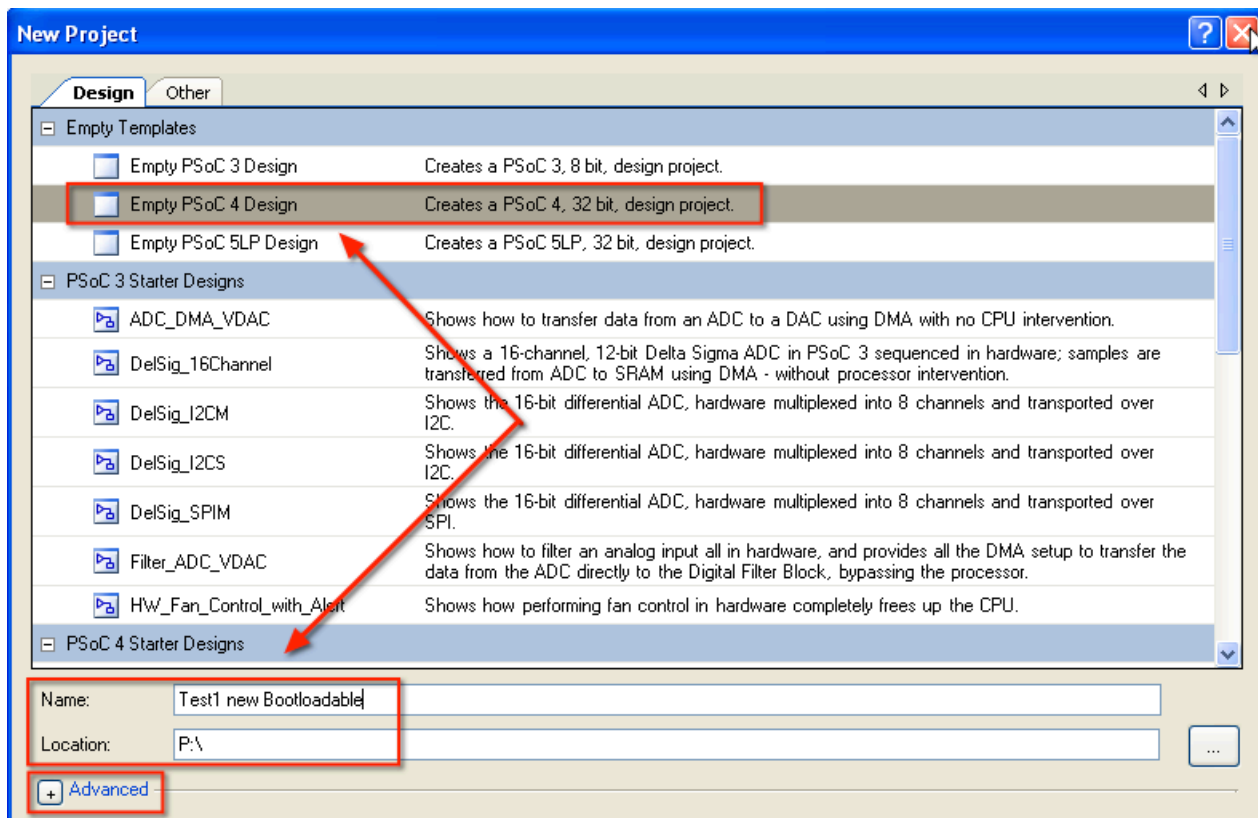 New Project
Design Other
Empty Templates
Empty PSoC 3 Design Creates a PSoC 3, 8 bit, design project.
Empty PSoC 4 Design Creates a PSoC 4, 32 bit, design project.
Empty PSoC 5LP Design Creates a PSoC 5LP, 32 bit, design project.
PSoC 3 Starter Designs
ADC_DMA_VDAC Shows how to transfer data from an ADC to a DAC using DMA with no CPU intervention.
DelSig_16Channel Shows a 16-channel, 12-bit Delta Sigma ADC in PSoC 3 sequenced in hardware; samples are
transferred from ADC to SRAM using DMA - without processor intervention.
DelSig_I2CM Shows the 16-bit differential ADC, hardware multiplexed into 8 channels and transported over
I2C.
DelSig_I2CS Shows the 16-bit differential ADC, hardware multiplexed into 8 channels and transported over
I2C.
DelSig_SPIM Shows the 16-bit differential ADC, hardware multiplexed into 8 channels and transported over
SPI.
Filter_ADC_VDAC Shows how to filter an analog input all in hardware, and provides all the DMA setup to transfer the
data from the ADC directly to the Digital Filter Block, bypassing the processor.
HW_Fan_Control_with_Alert Shows how performing fan control in hardware completely frees up the CPU.
PSoC 4 Starter Designs
Name: Test1 new Bootloadable
Location: P:\
...
+ Advanced